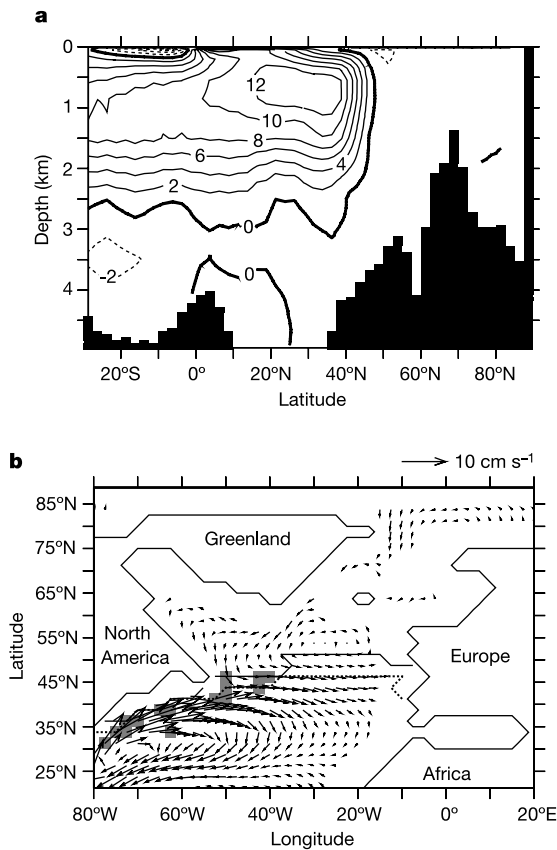 a
0
1
2
3
4
Depth (km)
12
10
8
6
4
2
0
0
-2
20°S
0°
20°N
40°N
60°N
80°N
Latitude
b
10 cm s⁻¹
85°N
75°N
65°N
55°N
45°N
35°N
25°N
Latitude
Greenland
North
America
Europe
Africa
80°W
60°W
40°W
20°W
0°
20°E
Longitude